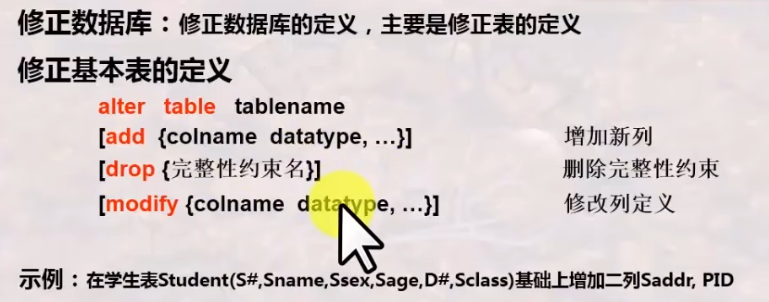 修正数据库：修正数据库的定义，主要是修正表的定义
修正基本表的定义
alter table tablename
[add {colname datatype, …}] 增加新列
[drop {完整性约束名}] 删除完整性约束
[modify {colname datatype, …}] 修改列定义
示例：在学生表Student(S#,Sname,Ssex,Sage,D#,Sclass)基础上增加二列Saddr, PID